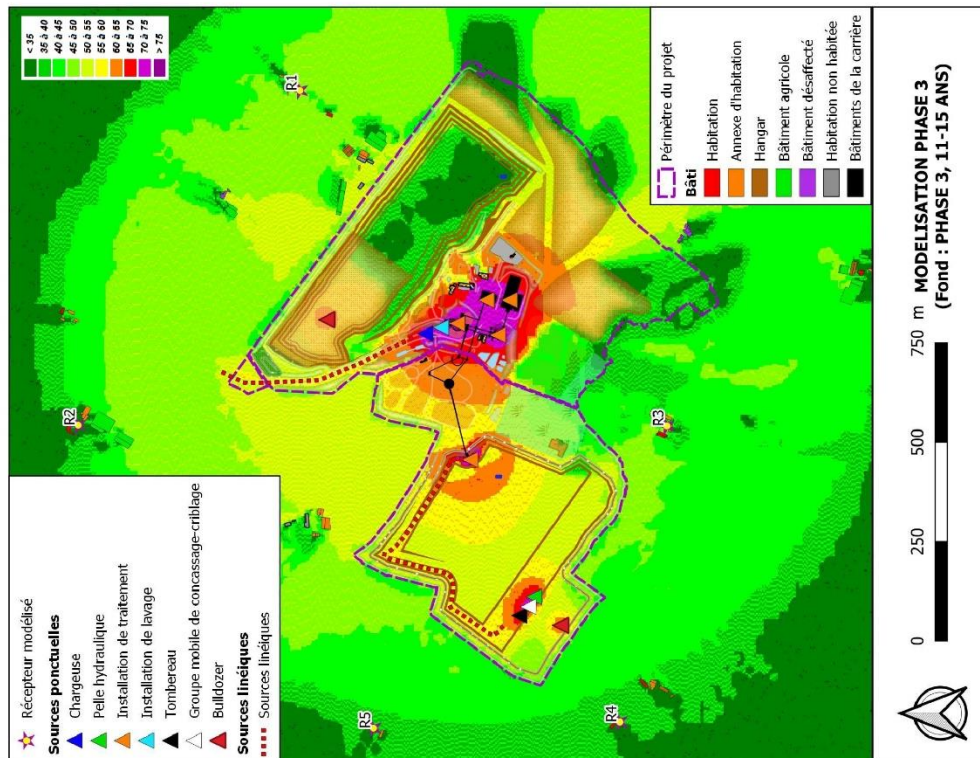 < 35
35 à 40
40 à 45
45 à 50
50 à 55
55 à 60
60 à 65
65 à 70
70 à 75
> 75
R1
R2
R3
R4
R5
Récepteur modélisé
Sources ponctuelles
Chargeuse
Pelle hydraulique
Installation de traitement
Installation de lavage
Tombereau
Groupe mobile de concassage-criblage
Bulldozer
Sources linéiques
Sources linéiques
Périmètre du projet
Bâti
Habitation
Annexe d'habitation
Hangar
Bâtiment agricole
Bâtiment désaffecté
Habitation non habitée
Bâtiments de la carrière
0 250 500 750 m
MODELISATION PHASE 3
(Fond : PHASE 3, 11-15 ANS)